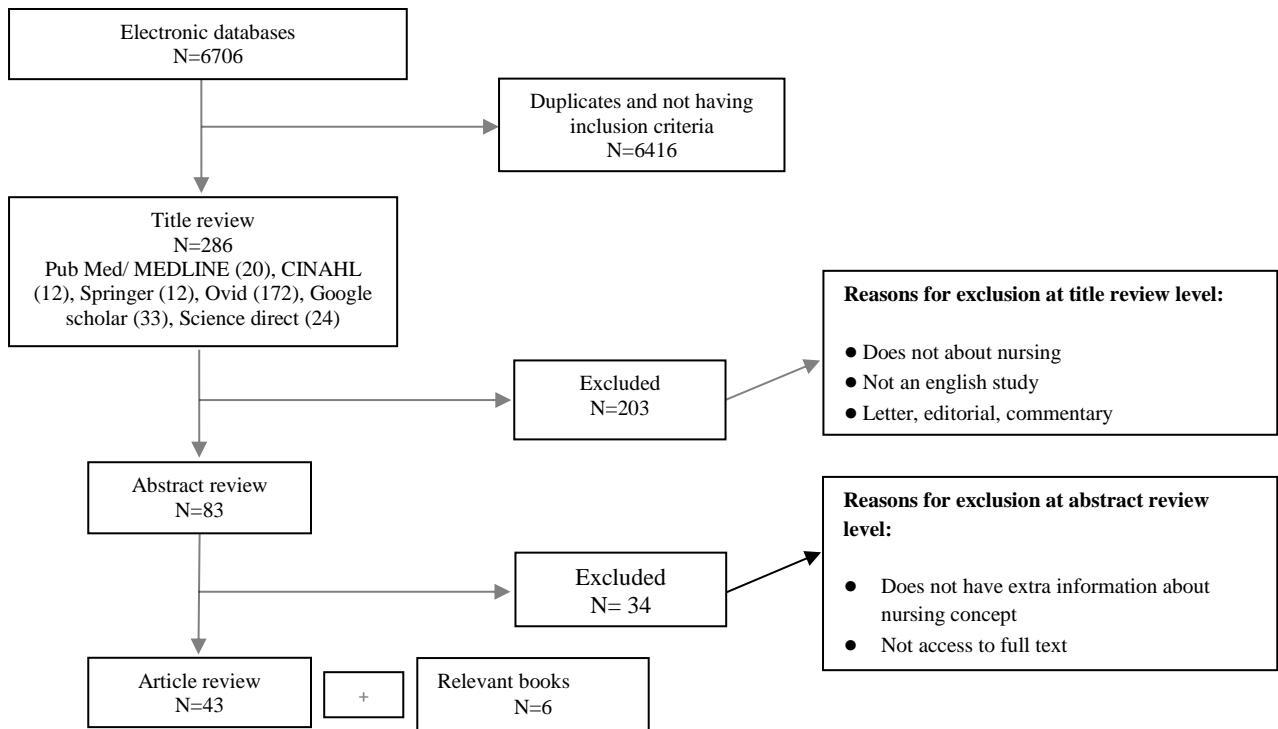 Electronic databases
N=6706
Duplicates and not having
inclusion criteria
N=6416
Title review
N=286
Pub Med/ MEDLINE (20), CINAHL
(12), Springer (12), Ovid (172), Google
scholar (33), Science direct (24)
Excluded
N=203
Reasons for exclusion at title review level:
● Does not about nursing
● Not an english study
● Letter, editorial, commentary
Abstract review
N=83
Excluded
N= 34
Reasons for exclusion at abstract review
level:
● Does not have extra information about
nursing concept
● Not access to full text
Article review
N=43
+
Relevant books
N=6